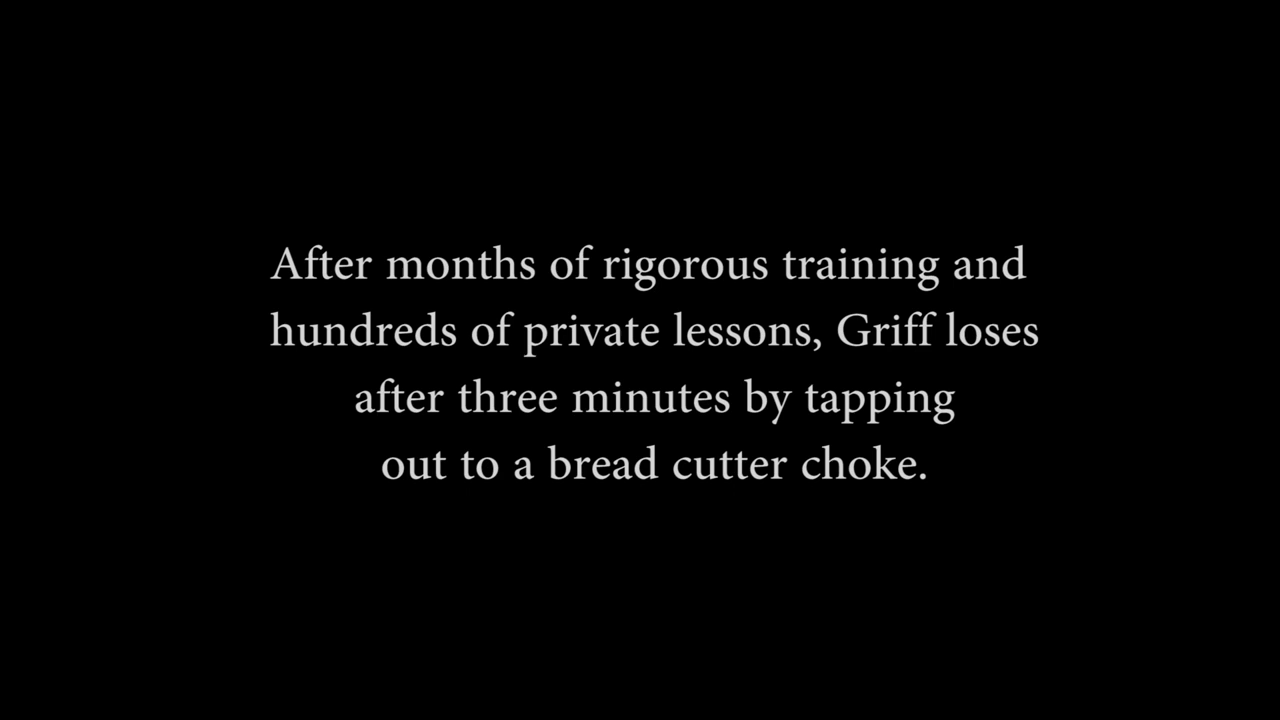 After months of rigorous training and
hundreds of private lessons, Griff loses
after three minutes by tapping
out to a bread cutter choke.